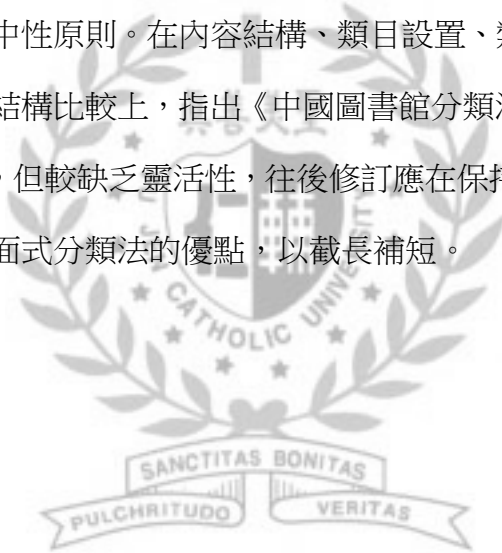 中性原則。在內容結構、類目設置、
結構比較上，指出《中國圖書館分類
，但較缺乏靈活性，往後修訂應在保
面式分類法的優點，以截長補短。
FU JEN CATHOLIC UNIVERSITY
SANCTITAS BONITAS
PULCHRITUDO VERITAS